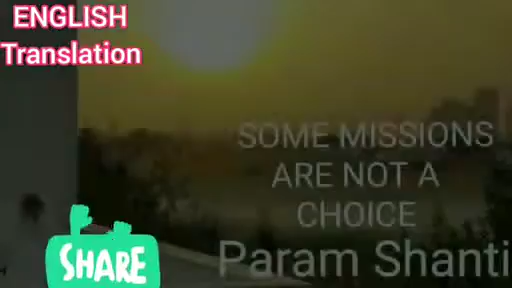 ENGLISH
Translation
SOME MISSIONS
ARE NOT A
CHOICE
Param Shanti
SHARE